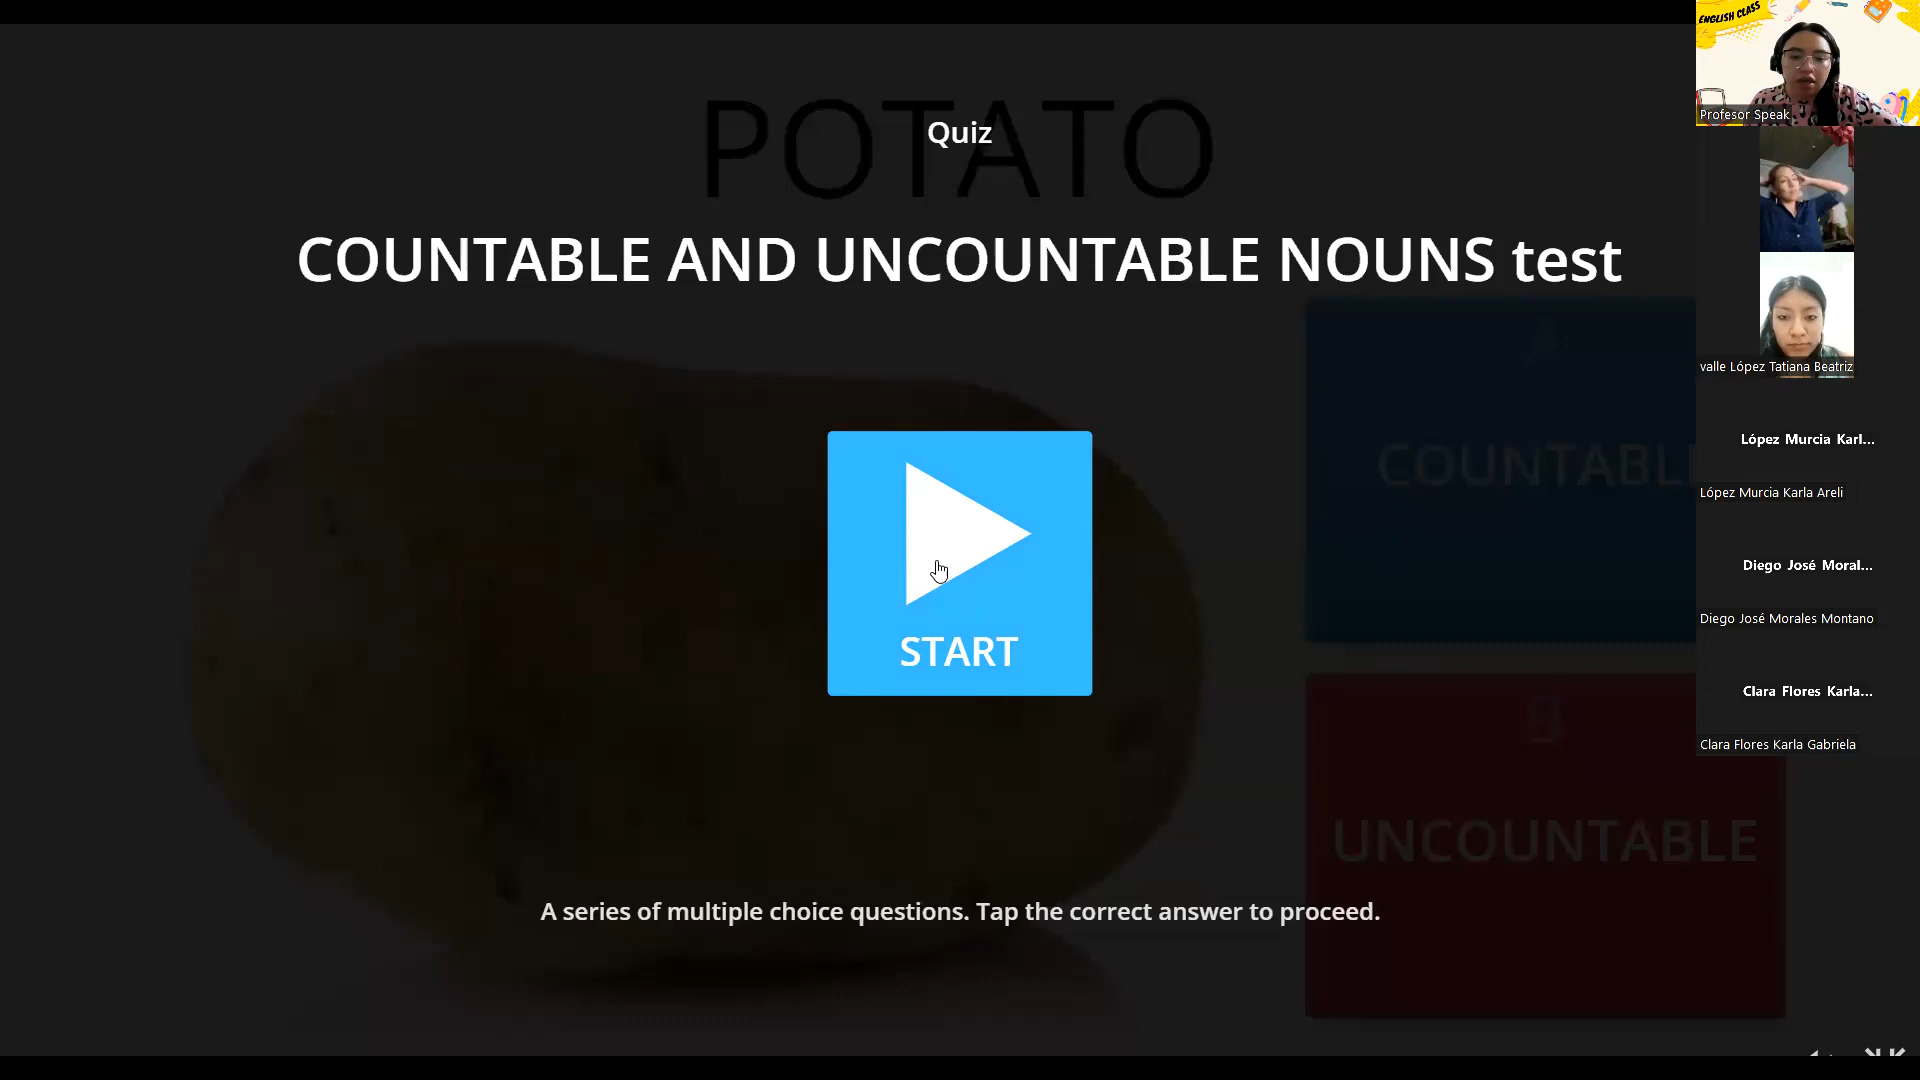 POTATO
Quiz
COUNTABLE AND UNCOUNTABLE NOUNS test
A
COUNTABL
START
B
UNCOUNTABLE
A series of multiple choice questions. Tap the correct answer to proceed.
ENGLISH CLASS
Profesor Speak
valle López Tatiana Beatriz
López Murcia Karl...
López Murcia Karla Areli
Diego José Moral...
Diego José Morales Montano
Clara Flores Karla...
Clara Flores Karla Gabriela